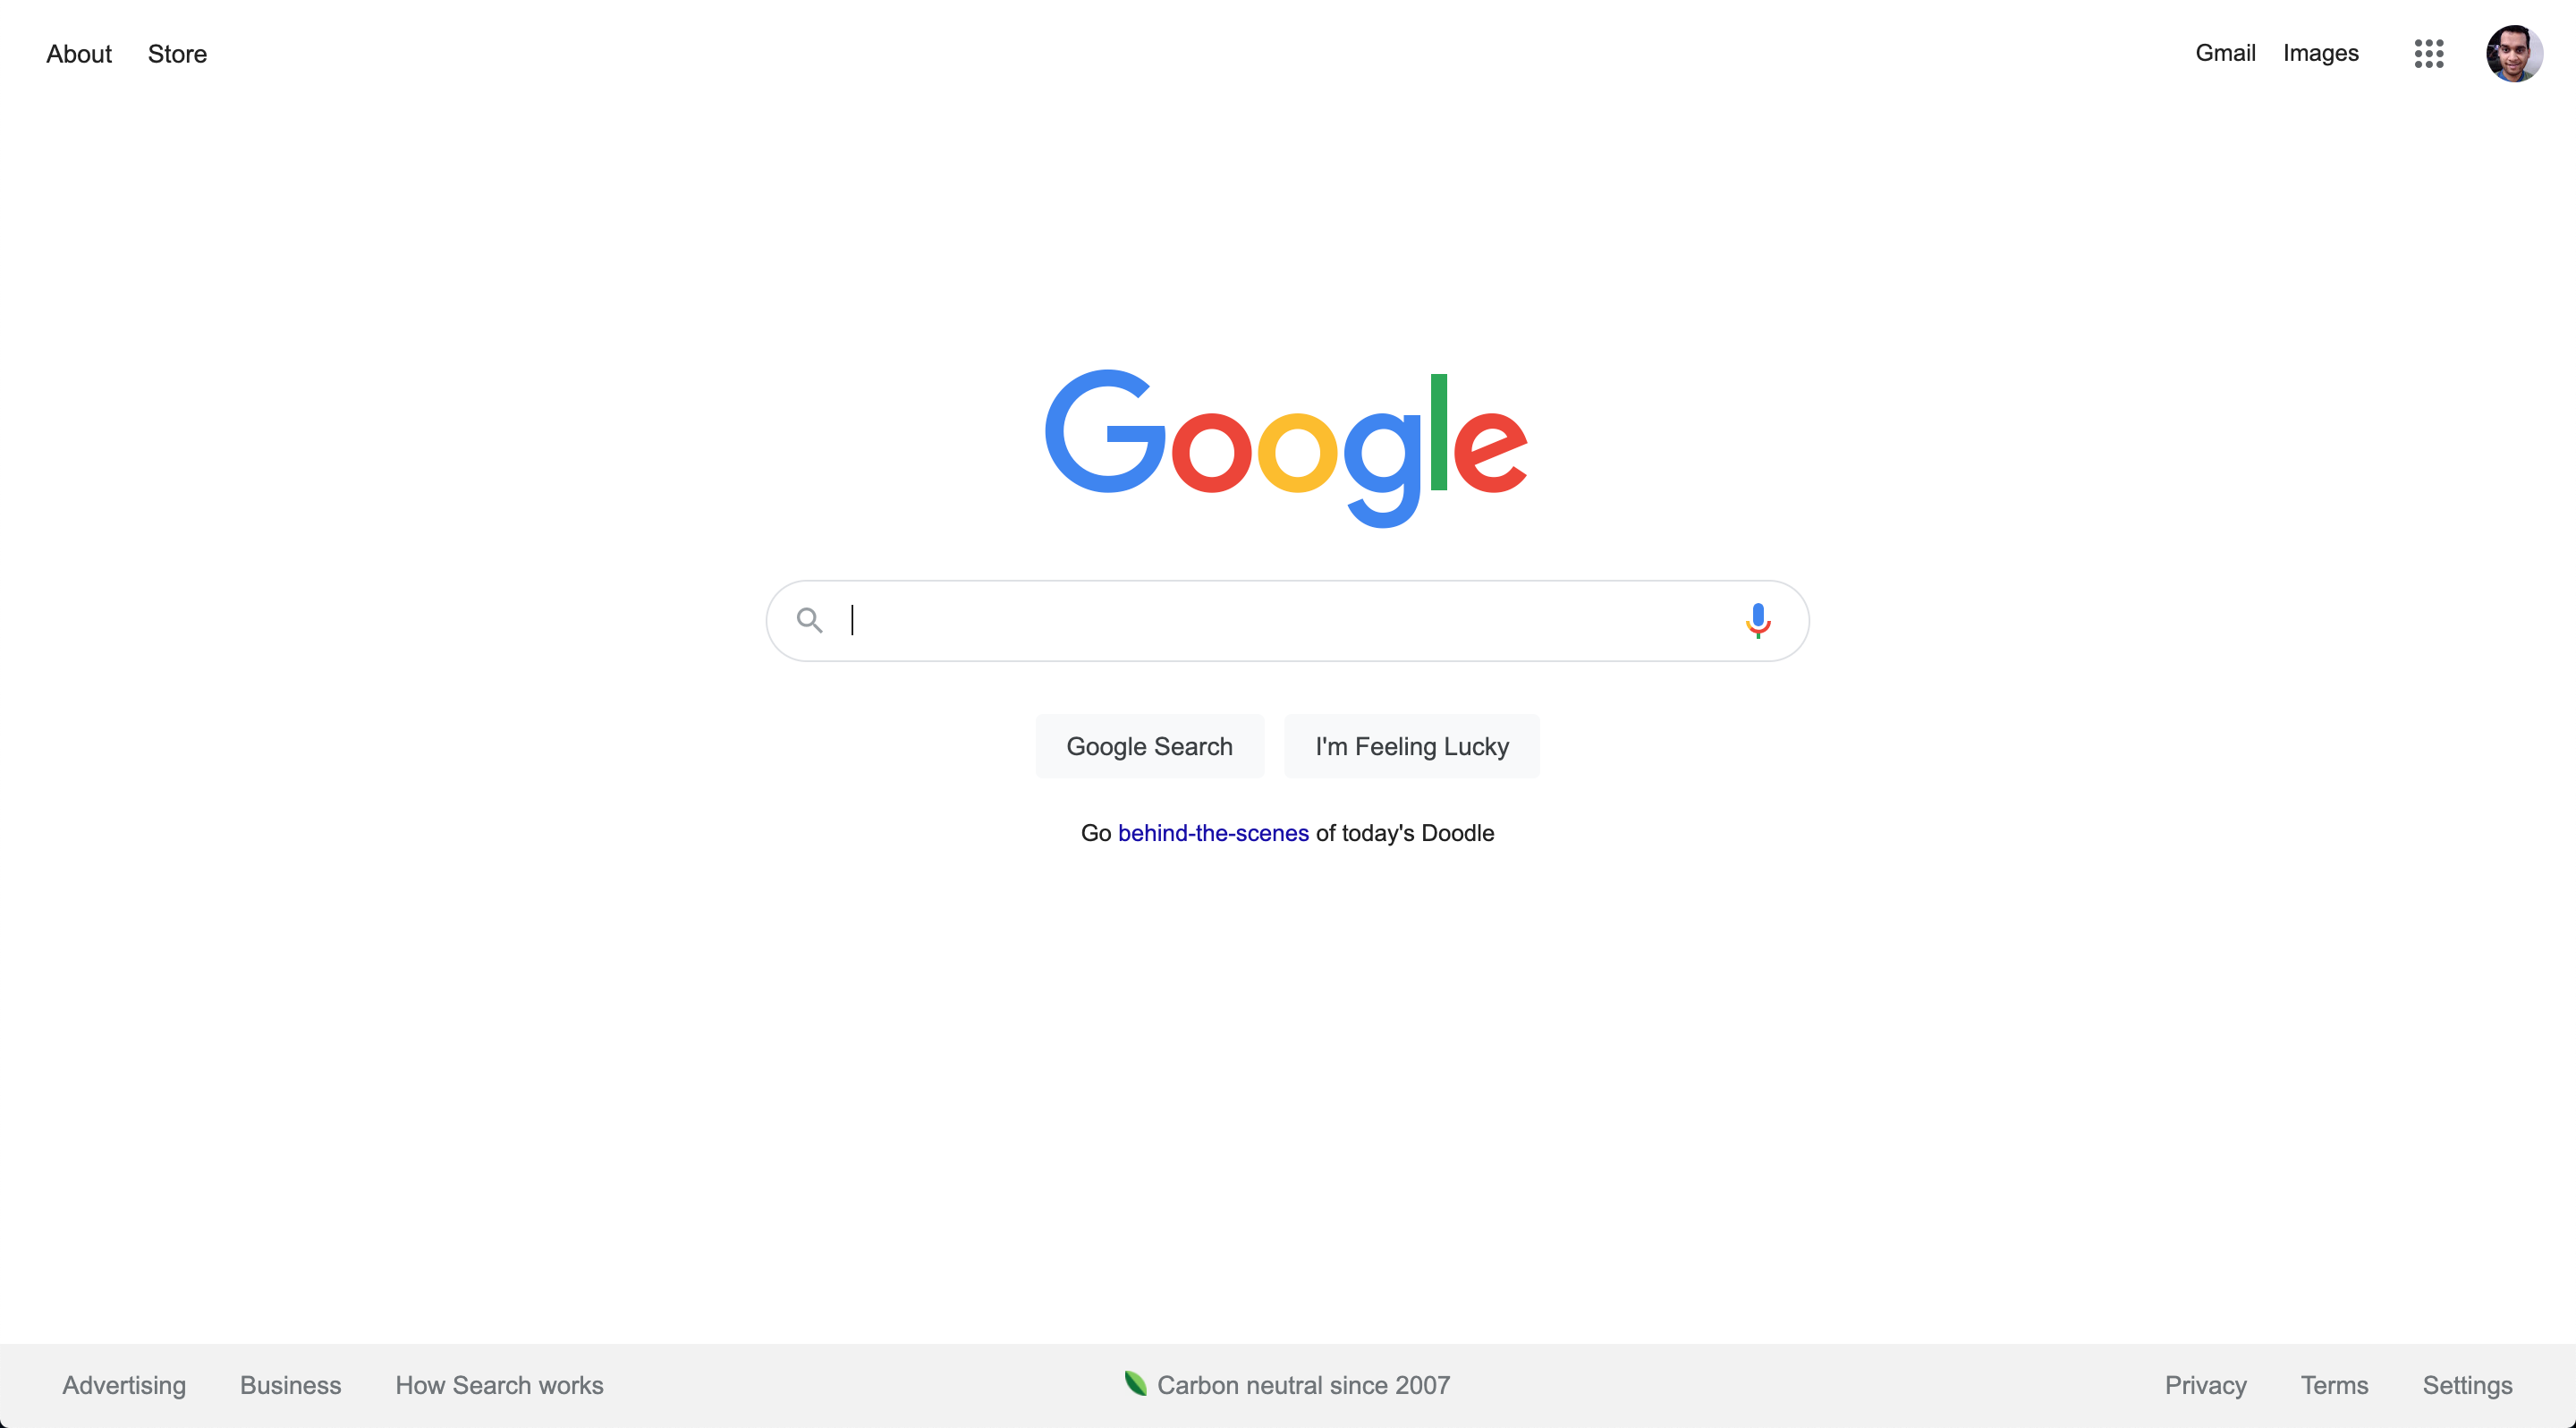 About Store Gmail Images
Google
Google Search I'm Feeling Lucky
Go behind-the-scenes of today's Doodle
Advertising Business How Search works Carbon neutral since 2007 Privacy Terms Settings